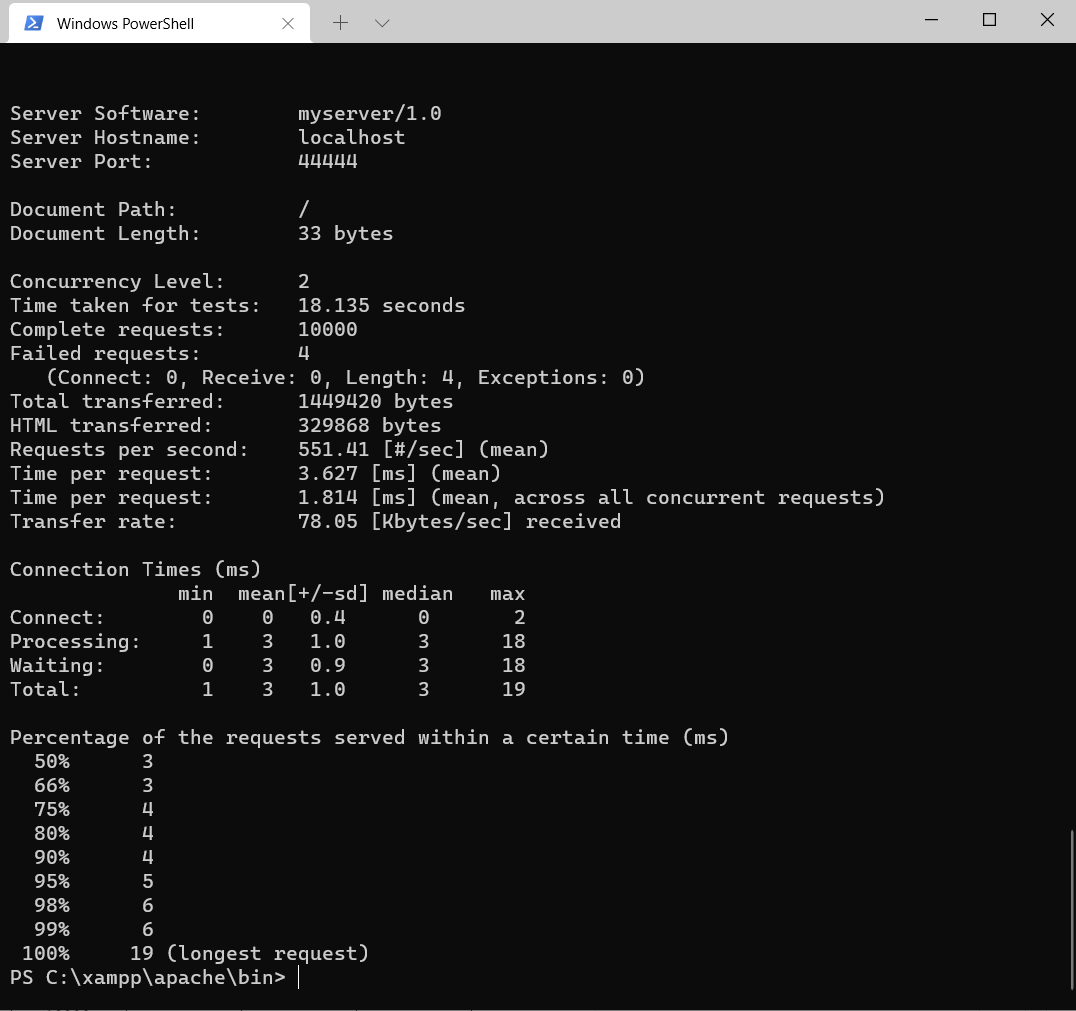 Windows PowerShell
Server Software:        myserver/1.0
Server Hostname:        localhost
Server Port:            44444
Document Path:          /
Document Length:        33 bytes
Concurrency Level:      2
Time taken for tests:   18.135 seconds
Complete requests:      10000
Failed requests:        4
   (Connect: 0, Receive: 0, Length: 4, Exceptions: 0)
Total transferred:      1449420 bytes
HTML transferred:       329868 bytes
Requests per second:    551.41 [#/sec] (mean)
Time per request:       3.627 [ms] (mean)
Time per request:       1.814 [ms] (mean, across all concurrent requests)
Transfer rate:          78.05 [Kbytes/sec] received
Connection Times (ms)
              min  mean[+/-sd] median   max
Connect:        0    0   0.4      0       2
Processing:     1    3   1.0      3      18
Waiting:        0    3   0.9      3      18
Total:          1    3   1.0      3      19
Percentage of the requests served within a certain time (ms)
  50%      3
  66%      3
  75%      4
  80%      4
  90%      4
  95%      5
  98%      6
  99%      6
 100%     19 (longest request)
PS C:\xampp\apache\bin>